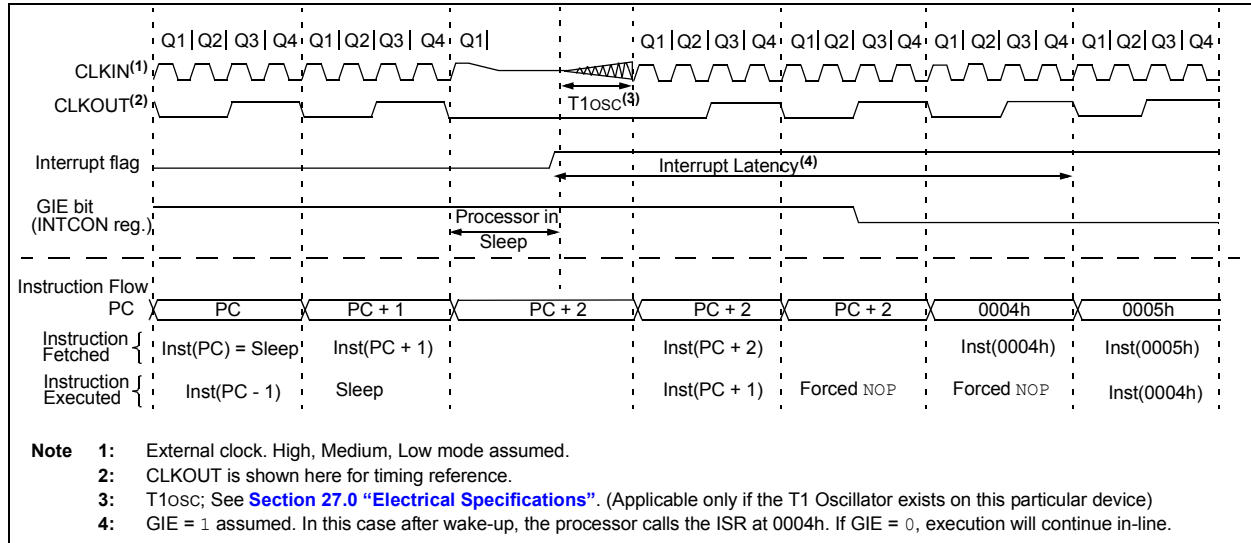 Q1 Q2 Q3 Q4 Q1 Q2 Q3 Q4 Q1 Q1 Q2 Q3 Q4 Q1 Q2 Q3 Q4 Q1 Q2 Q3 Q4 Q1 Q2 Q3 Q4
CLKIN(1)
T1OSC(3)
CLKOUT(2)
Interrupt flag
Interrupt Latency(4)
GIE bit
(INTCON reg.)
Processor in
Sleep
Instruction Flow
PC PC PC + 1 PC + 2 PC + 2 PC + 2 0004h 0005h
Instruction
Fetched
Inst(PC) = Sleep Inst(PC + 1) Inst(PC + 2) Inst(0004h) Inst(0005h)
Instruction
Executed
Inst(PC - 1) Sleep Inst(PC + 1) Forced NOP Forced NOP Inst(0004h)
Note 1: External clock. High, Medium, Low mode assumed.
2: CLKOUT is shown here for timing reference.
3: T1OSC; See Section 27.0 “Electrical Specifications”. (Applicable only if the T1 Oscillator exists on this particular device)
4: GIE = 1 assumed. In this case after wake-up, the processor calls the ISR at 0004h. If GIE = 0, execution will continue in-line.